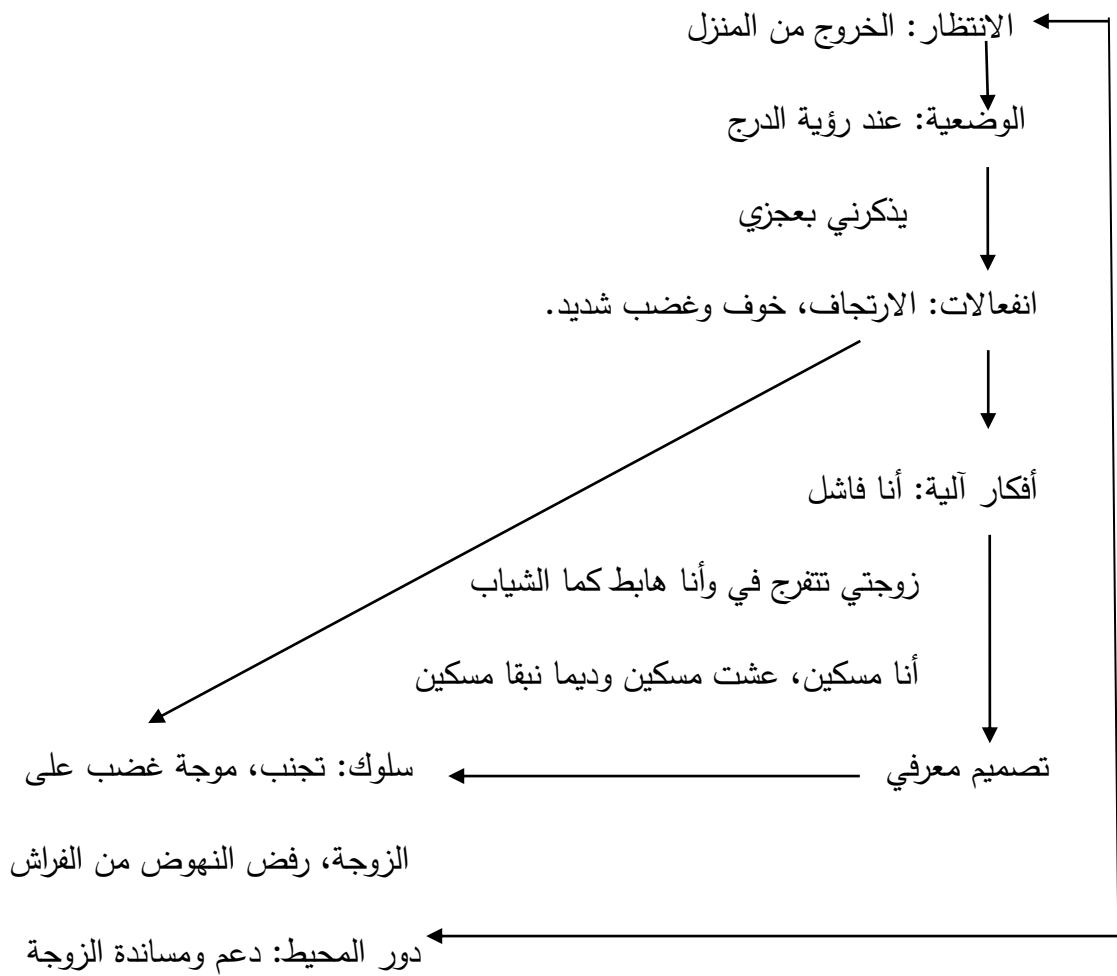 الانتظار: الخروج من المنزل
الوضعية: عند رؤية الدرج
يذكرني بعجزي
انفعالات: الارتجاف، خوف وغضب شديد.
أفكار آلية: أنا فاشل
زوجتي تتفرج في وأنا هابط كما الشياب
أنا مسكين، عشت مسكين وديما نبقا مسكين
تصميم معرفي
سلوك: تجنب، موجة غضب على
الزوجة، رفض النهوض من الفراش
دور المحيط: دعم ومساندة الزوجة